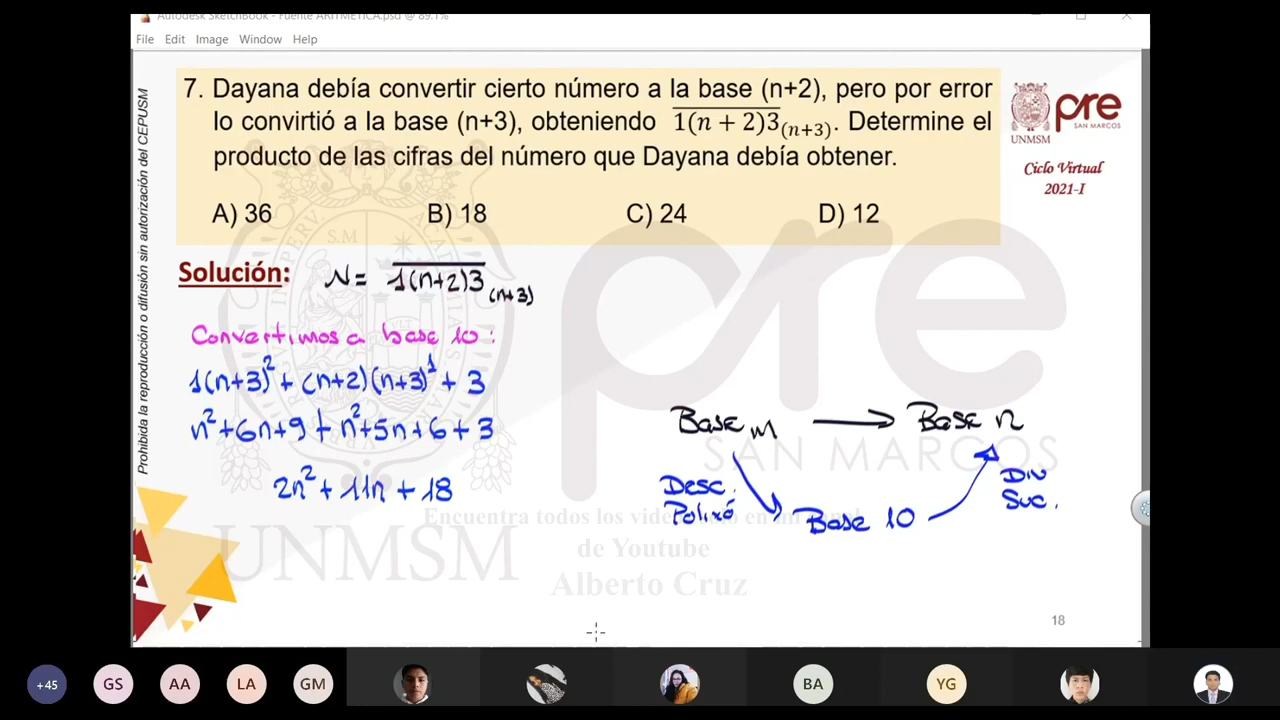 Autodesk SketchBook - Fuente ARITMETICA.psd @ 89.1%
File Edit Image Window Help
7. Dayana debía convertir cierto número a la base (n+2), pero por error
lo convirtió a la base (n+3), obteniendo 1(n + 2)3(n+3). Determine el
producto de las cifras del número que Dayana debía obtener.
A) 36 B) 18 C) 24 D) 12
UNMSM
pre
SAN MARCOS
Ciclo Virtual
2021-I
Prohibida la reproducción o difusión sin autorización del CEPUSM
Solución: N = 1(n+2)3(n+3)
Convertimos a base 10:
1(n+3)² + (n+2)(n+3)¹ + 3
n²+6n+9 + n²+5n+6+3
2n² + 11n + 18
Base m → Base n
Desc.
Polinó
Base 10
Div
Suc.
S.M
pre
SAN MARCOS
UNMSM
Encuentra todos los videos en mi canal
de Youtube
Alberto Cruz
18
+45 GS AA LA GM BA YG